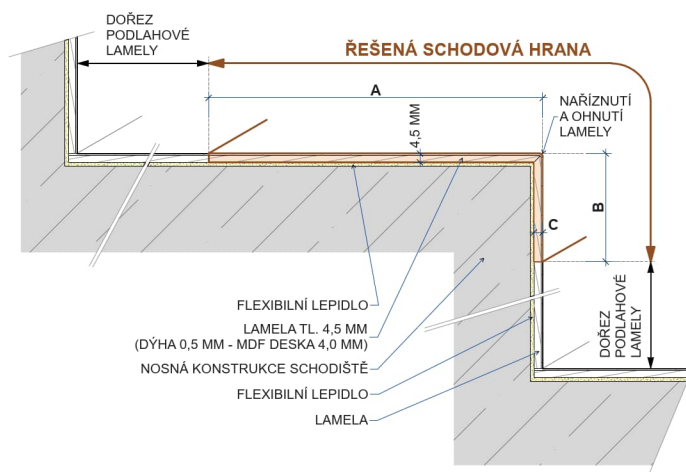 DOŘEZ
PODLAHOVÉ
LAMELY
ŘEŠENÁ SCHODOVÁ HRANA
A
4,5 MM
NAŘÍZNUTÍ
A OHNUTÍ
LAMELY
B
C
FLEXIBILNÍ LEPIDLO
LAMELA TL. 4,5 MM
(DÝHA 0,5 MM - MDF DESKA 4,0 MM)
NOSNÁ KONSTRUKCE SCHODIŠTĚ
FLEXIBILNÍ LEPIDLO
LAMELA
DOŘEZ
PODLAHOVÉ
LAMELY